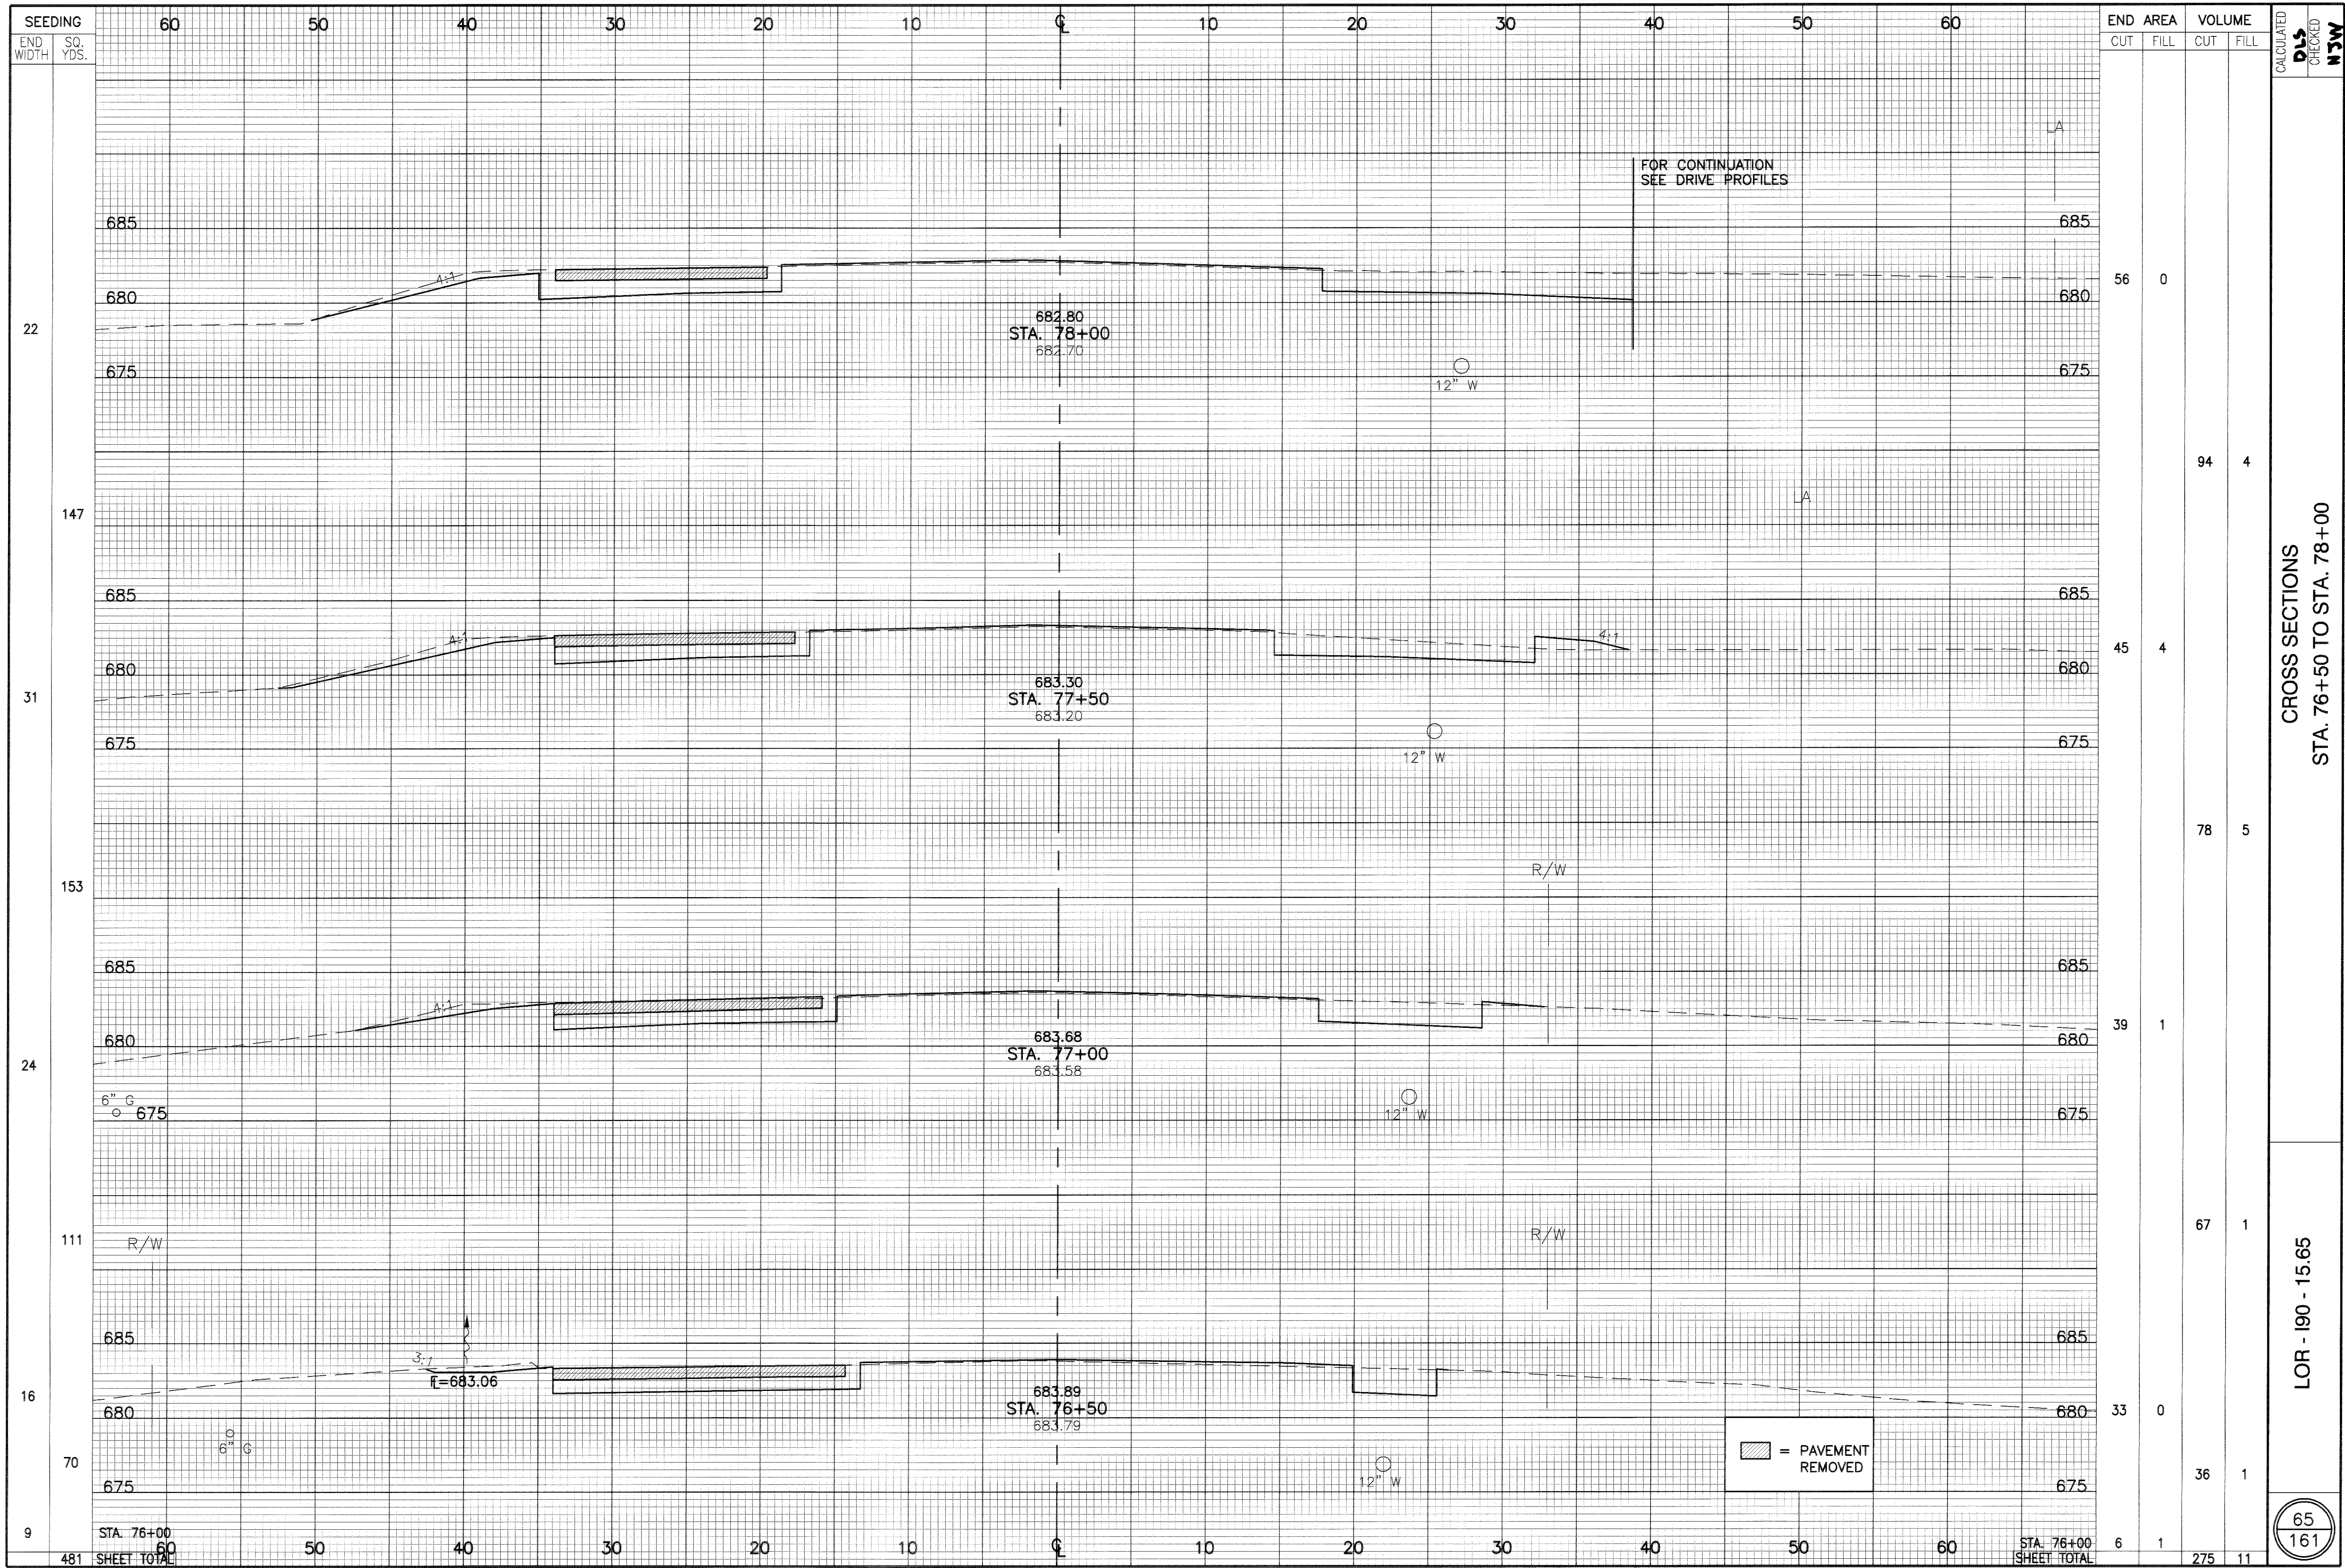 SEEDING
END WIDTH
SQ. YDS.
60 50 40 30 20 10 ℄ 10 20 30 40 50 60
END AREA
VOLUME
CUT FILL CUT FILL
CALCULATED
DLS
CHECKED
NJW
LA
FOR CONTINUATION
SEE DRIVE PROFILES
685 685
4:1
56 0
680 680
22
682.80
STA. 78+00
682.70
675 675
12" W
94 4
LA
147
685 685
4:1 4:1
45 4
680 680
31
683.30
STA. 77+50
683.20
675 675
12" W
78 5
R/W
153
685 685
4:1
39 1
680 680
24
683.68
STA. 77+00
683.58
6" G
675 675
12" W
67 1
111
R/W R/W
685 685
3:1
FL=683.06
16
683.89
STA. 76+50
683.79
680 680
33 0
6" G
70
= PAVEMENT
REMOVED
36 1
12" W
675 675
9
STA. 76+00
STA. 76+00
6 1
60 50 40 30 20 10 ℄ 10 20 30 40 50 60
481 SHEET TOTAL
SHEET TOTAL 275 11
CROSS SECTIONS
STA. 76+50 TO STA. 78+00
LOR - I90 - 15.65
65
161